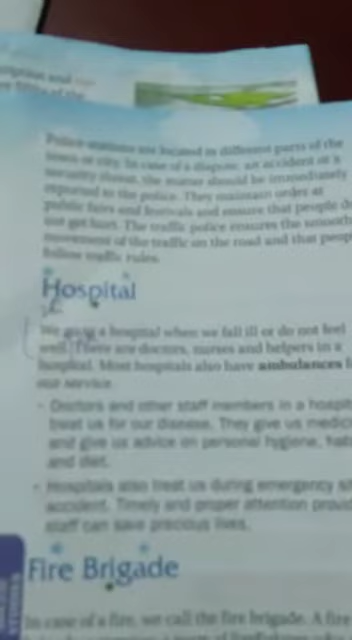 Police stations are located in different parts of the
town or city. In case of a dispute, an accident or a
security threat, the matter should be immediately
reported to the police. They maintain order at
public fairs and festivals and ensure that people do
not get hurt. The traffic police ensures the smooth
movement of the traffic on the road and that peop
follow traffic rules.
Hospital
We a hospital when we fall ill or do not feel
well. There are doctors, nurses and helpers in a
hospital. Most hospitals also have ambulances
our service.
• Doctors and other staff members in a hospit
treat us for our disease. They give us medic
and give us advice on personal hygiene, hab
and diet.
• Hospitals also treat us during emergency
accident. Timely and proper attention provid
staff can save precious lives.
Fire Brigade
In case of a fire, we call the fire brigade. A fire